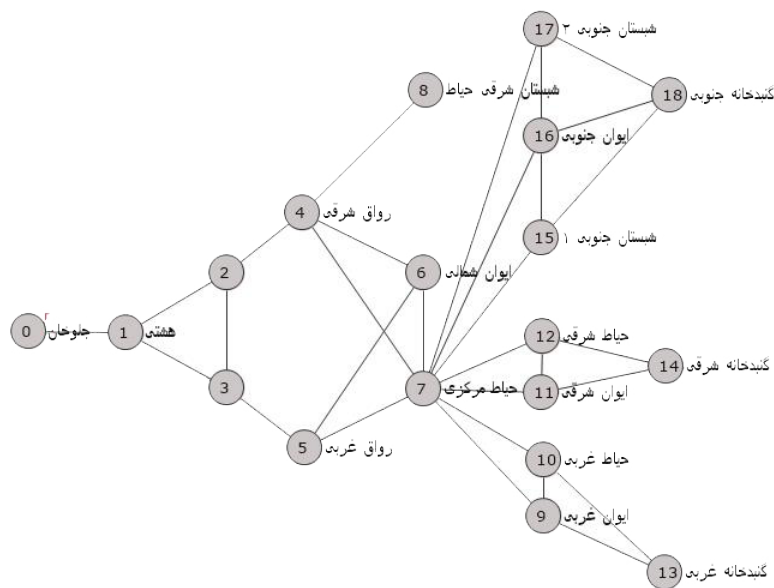 17 شبستان جنوبی ۲
8 شبستان شرقی حیاط
18 گنبدخانه جنوبی
16 ایوان جنوبی
4 رواق شرقی
15 شبستان جنوبی ۱
2
6 ایوان شمالی
r
0 جلوخان
1 هشتی
12 حیاط شرقی
14 گنبدخانه شرقی
3
7 حیاط مرکزی
11 ایوان شرقی
5 رواق غربی
10 حیاط غربی
9 ایوان غربی
13 گنبدخانه غربی